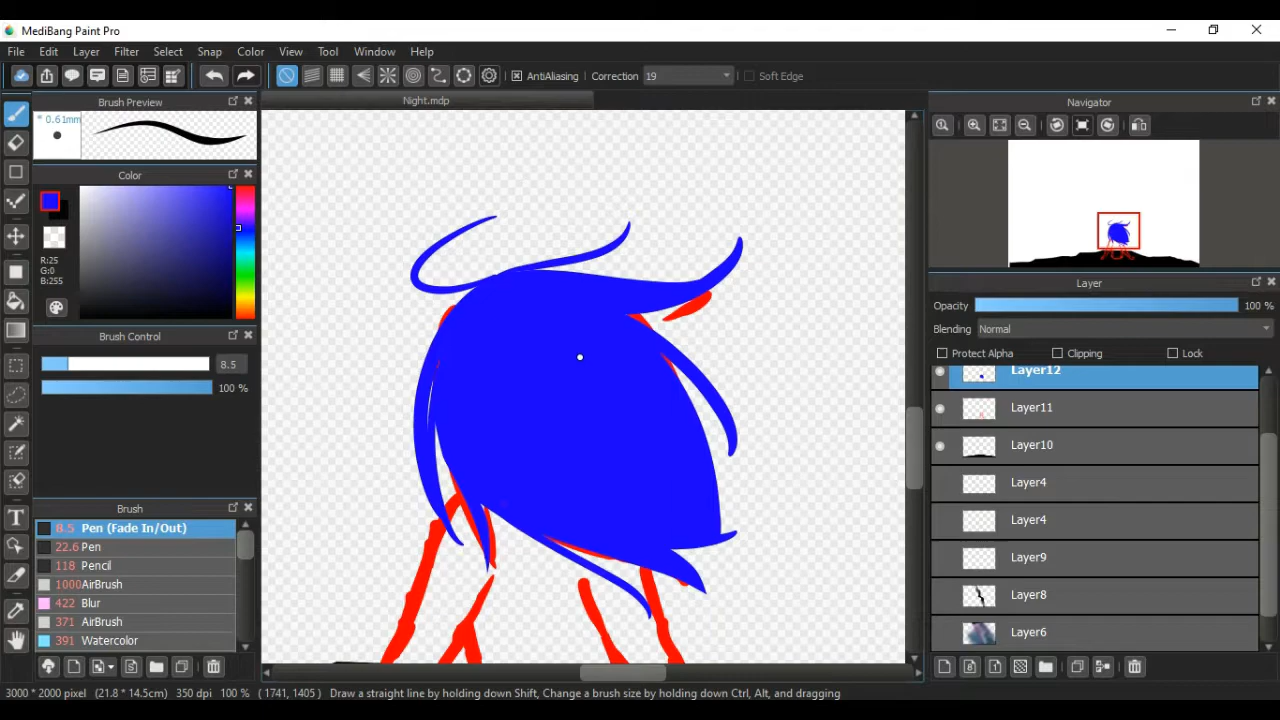 MediBang Paint Pro
File Edit Layer Filter Select Snap Color View Tool Window Help
AntiAliasing Correction 19 Soft Edge
Brush Preview
Night.mdp
Navigator
* 0.61mm
Color
R:25
G:0
B:255
Layer
Opacity 100 %
Blending Normal
Brush Control
Protect Alpha Clipping Lock
8.5
100 %
Layer12
Layer11
Layer10
Layer4
Layer4
Layer9
Layer8
Layer6
Brush
8.5 Pen (Fade In/Out)
22.6 Pen
118 Pencil
1000 AirBrush
422 Blur
371 AirBrush
391 Watercolor
T
3000 * 2000 pixel (21.8 * 14.5cm) 350 dpi 100 % ( 1741, 1405 ) Draw a straight line by holding down Shift, Change a brush size by holding down Ctrl, Alt, and dragging